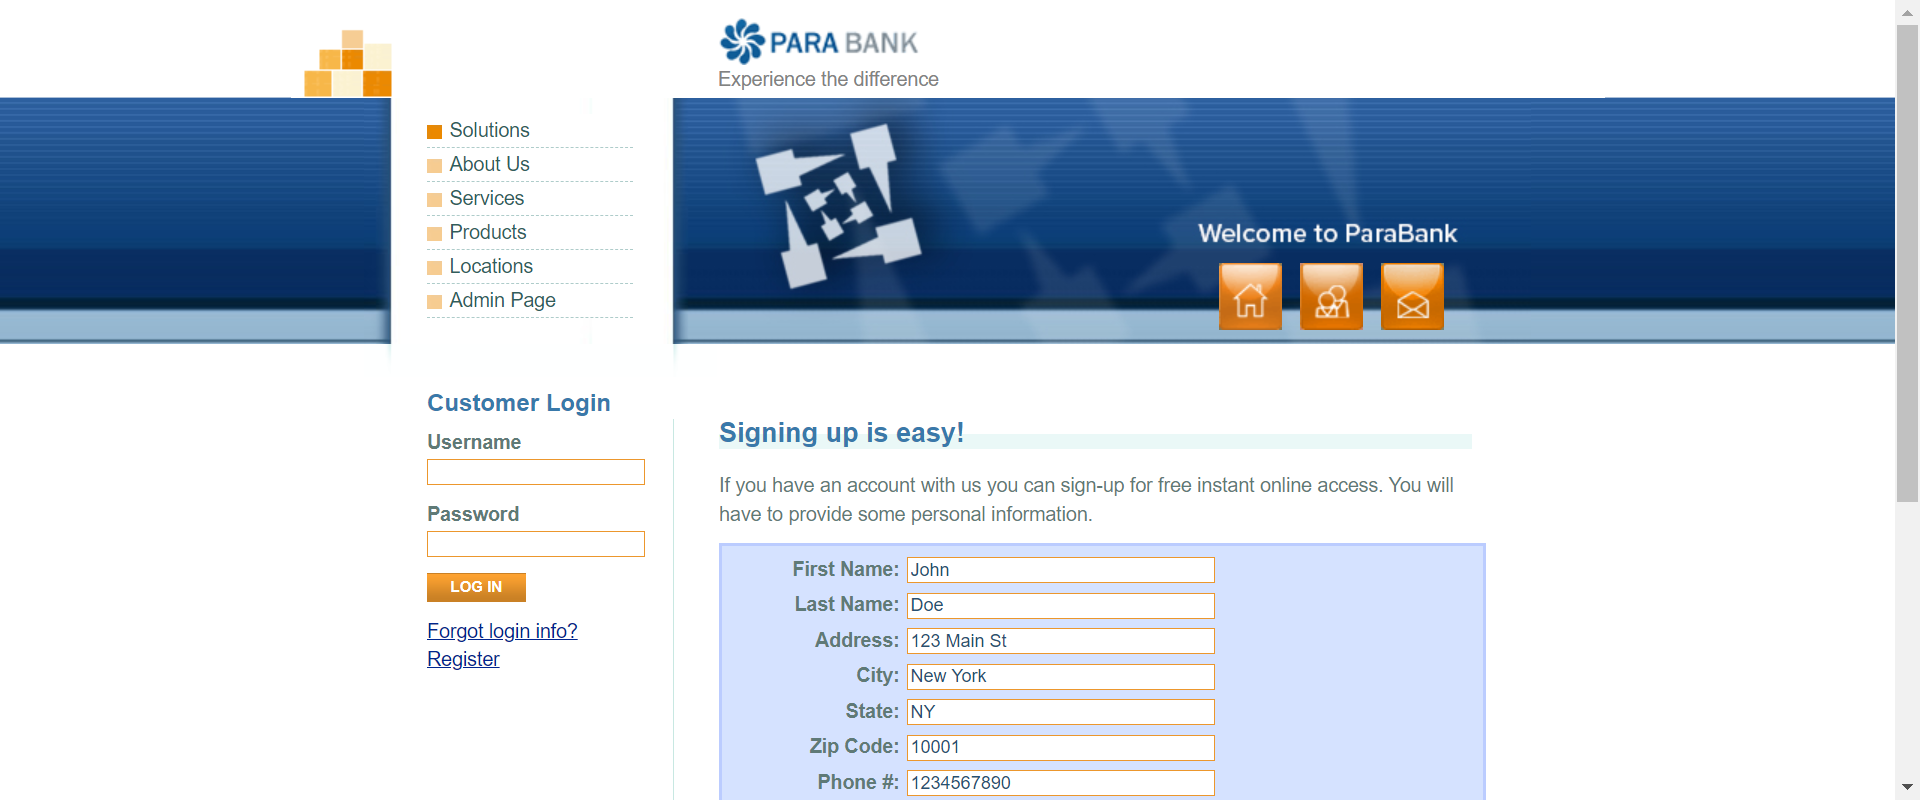 PARA BANK
Experience the difference
Solutions
About Us
Services
Products
Locations
Admin Page
Welcome to ParaBank
Customer Login
Username
Password
LOG IN
Forgot login info?
Register
Signing up is easy!
If you have an account with us you can sign-up for free instant online access. You will
have to provide some personal information.
First Name: John
Last Name: Doe
Address: 123 Main St
City: New York
State: NY
Zip Code: 10001
Phone #: 1234567890